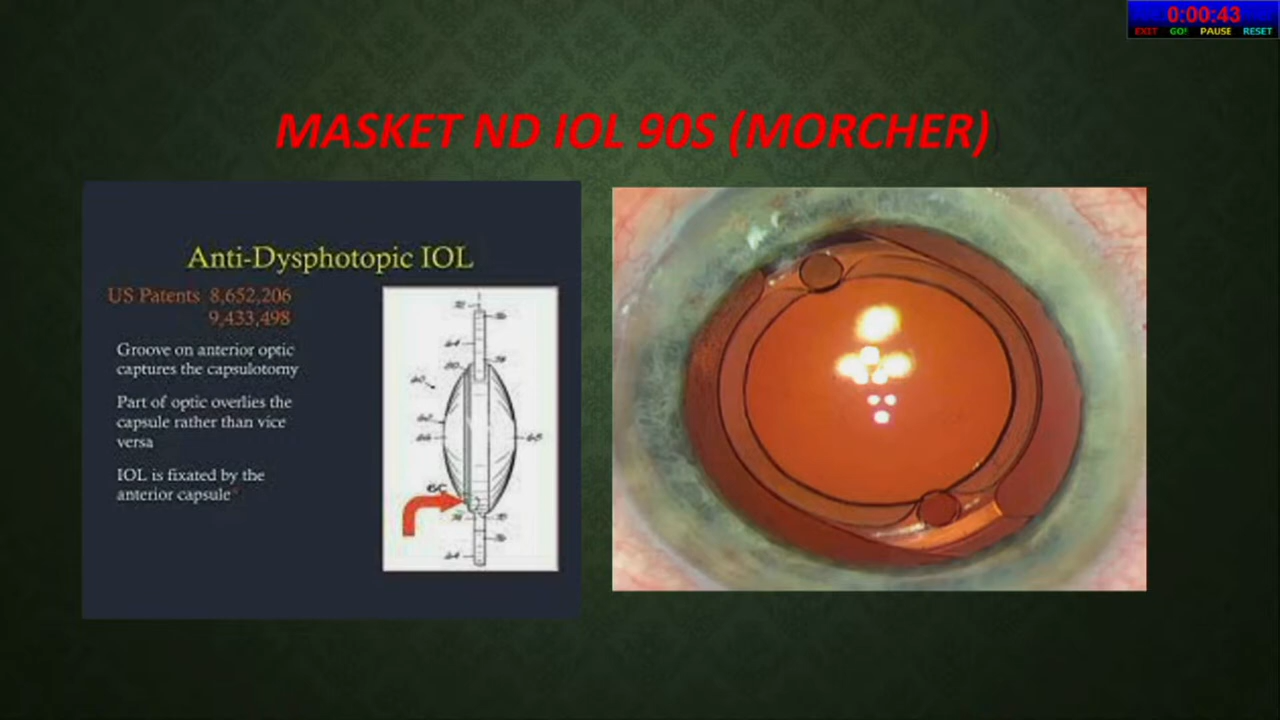 0:00:43
EXIT GO! PAUSE RESET
MASKET ND IOL 90S (MORCHER)
Anti-Dysphotopic IOL
US Patents 8,652,206
9,433,498
Groove on anterior optic
captures the capsulotomy
Part of optic overlies the
capsule rather than vice
versa
IOL is fixated by the
anterior capsule